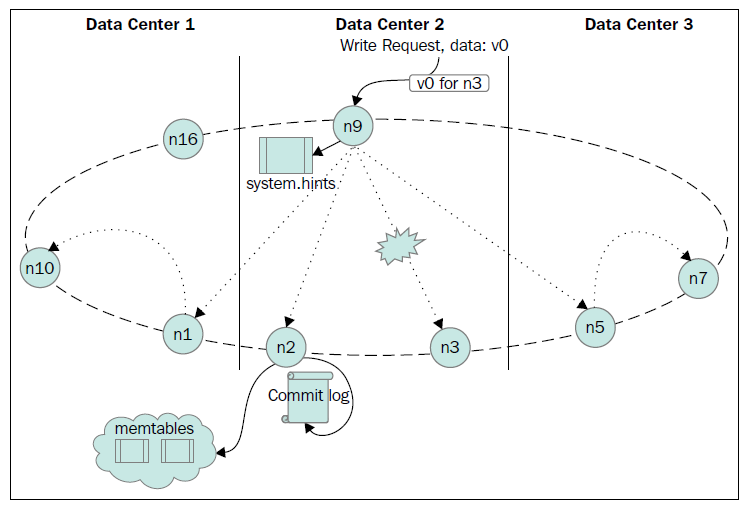 Data Center 1
Data Center 2
Data Center 3
Write Request, data: v0
v0 for n3
n9
n16
system.hints
n10
n7
n1
n2
n3
n5
Commit log
memtables